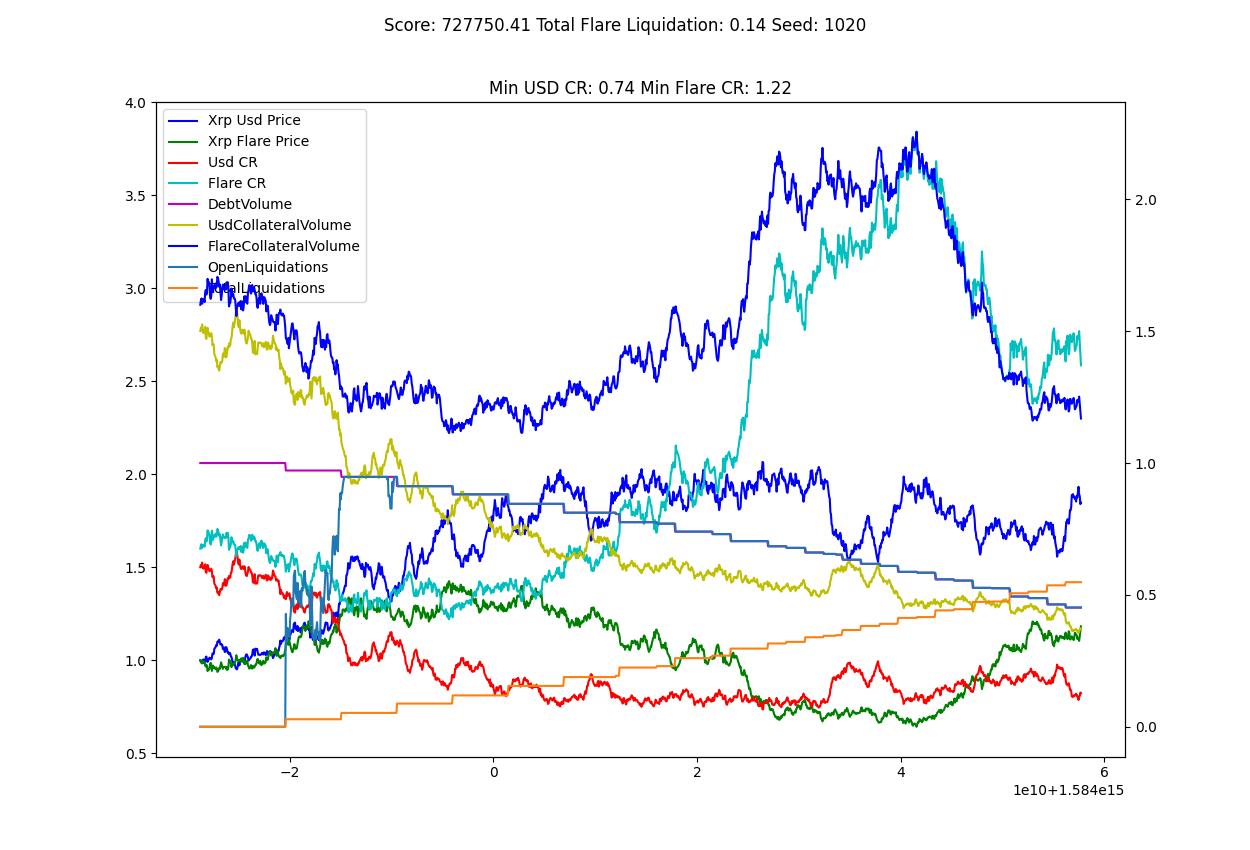 Score: 727750.41 Total Flare Liquidation: 0.14 Seed: 1020
Min USD CR: 0.74 Min Flare CR: 1.22
4.0
3.5
3.0
2.5
2.0
1.5
1.0
0.5
Xrp Usd Price
Xrp Flare Price
Usd CR
Flare CR
DebtVolume
UsdCollateralVolume
FlareCollateralVolume
OpenLiquidations
TotalLiquidations
2.0
1.5
1.0
0.5
0.0
−2
0
2
4
6
1e10+1.584e15